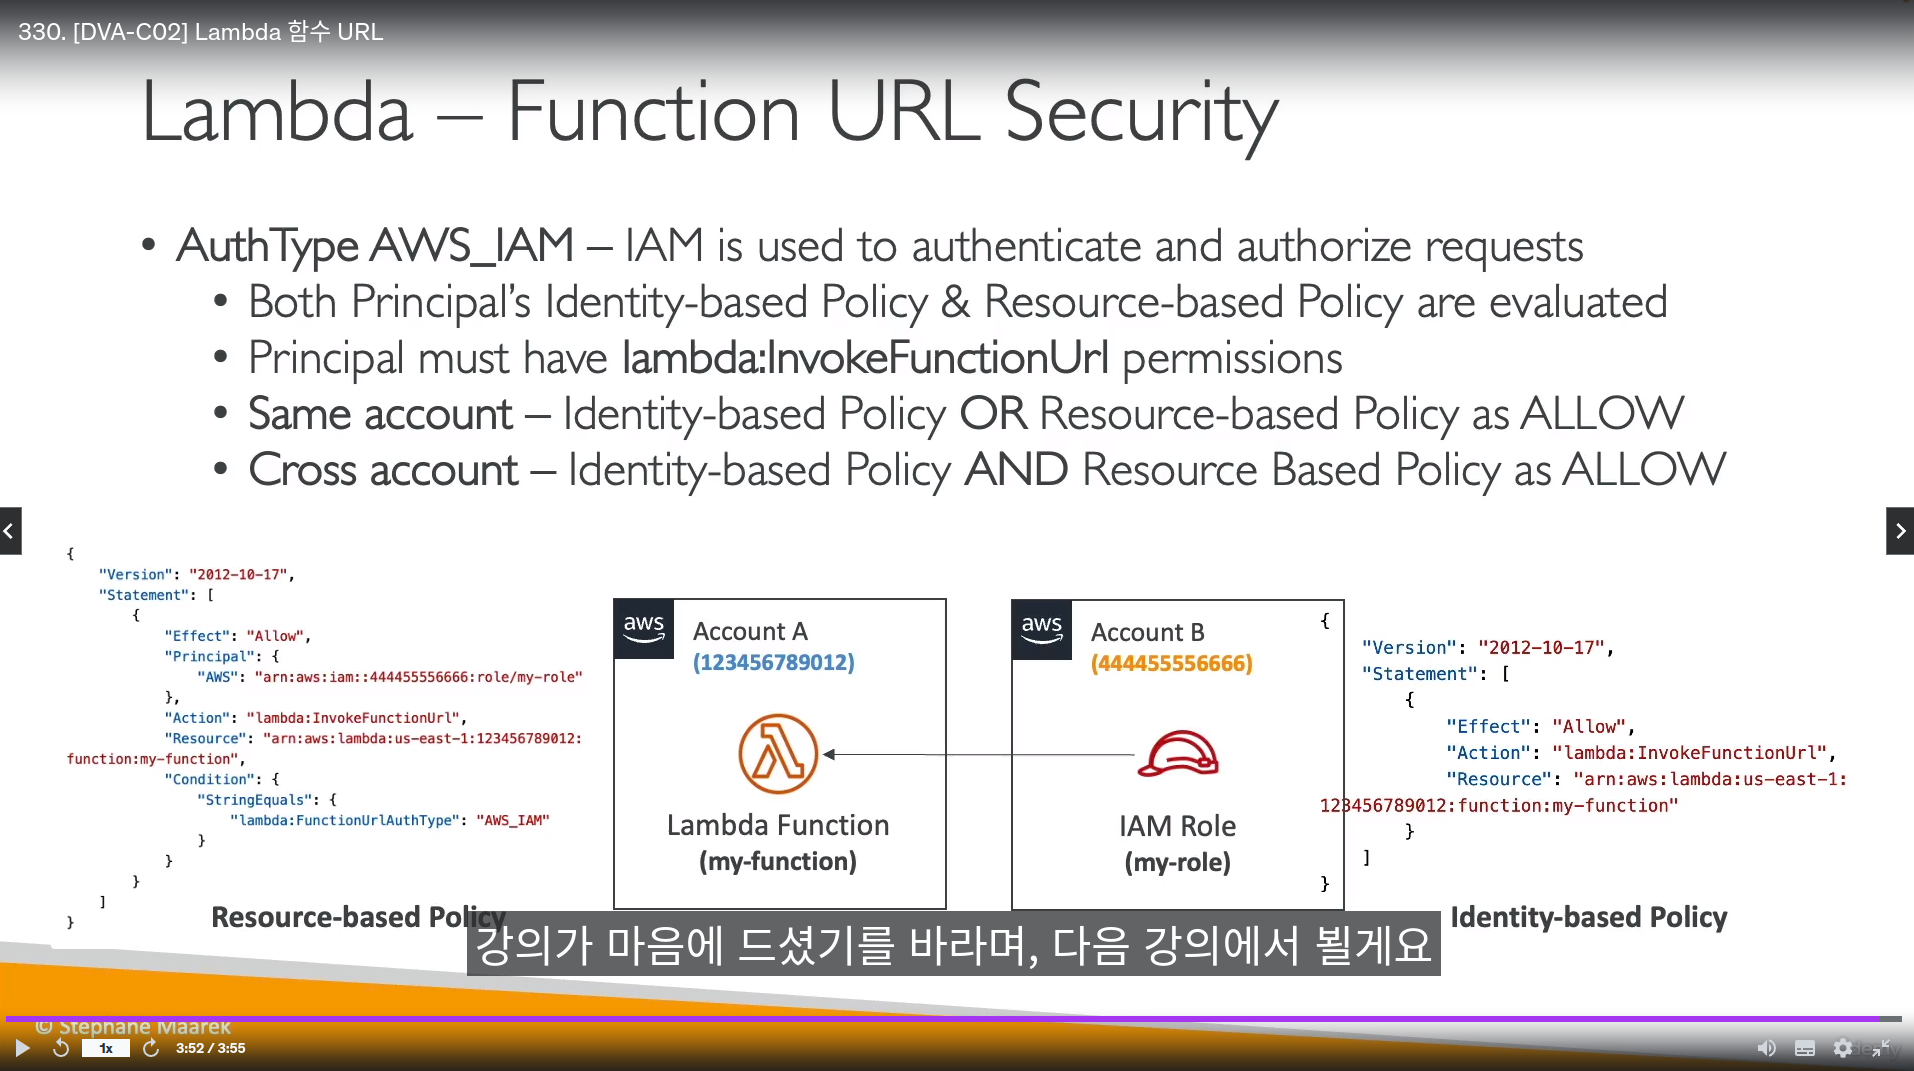 330. [DVA-C02] Lambda 함수 URL
Lambda – Function URL Security
• AuthType AWS_IAM – IAM is used to authenticate and authorize requests
• Both Principal's Identity-based Policy & Resource-based Policy are evaluated
• Principal must have lambda:InvokeFunctionUrl permissions
• Same account – Identity-based Policy OR Resource-based Policy as ALLOW
• Cross account – Identity-based Policy AND Resource Based Policy as ALLOW
{
"Version": "2012-10-17",
"Statement": [
{
"Effect": "Allow",
"Principal": {
"AWS": "arn:aws:iam::444455556666:role/my-role"
},
"Action": "lambda:InvokeFunctionUrl",
"Resource": "arn:aws:lambda:us-east-1:123456789012:
function:my-function",
"Condition": {
"StringEquals": {
"lambda:FunctionUrlAuthType": "AWS_IAM"
}
}
}
]
}
Resource-based Policy
aws
Account A
(123456789012)
Lambda Function
(my-function)
aws
Account B
(444455556666)
IAM Role
(my-role)
{
"Version": "2012-10-17",
"Statement": [
{
"Effect": "Allow",
"Action": "lambda:InvokeFunctionUrl",
"Resource": "arn:aws:lambda:us-east-1:
123456789012:function:my-function"
}
]
}
Identity-based Policy
강의가 마음에 드셨기를 바라며, 다음 강의에서 뵐게요
© Stephane Maarek
1x
3:52 / 3:55